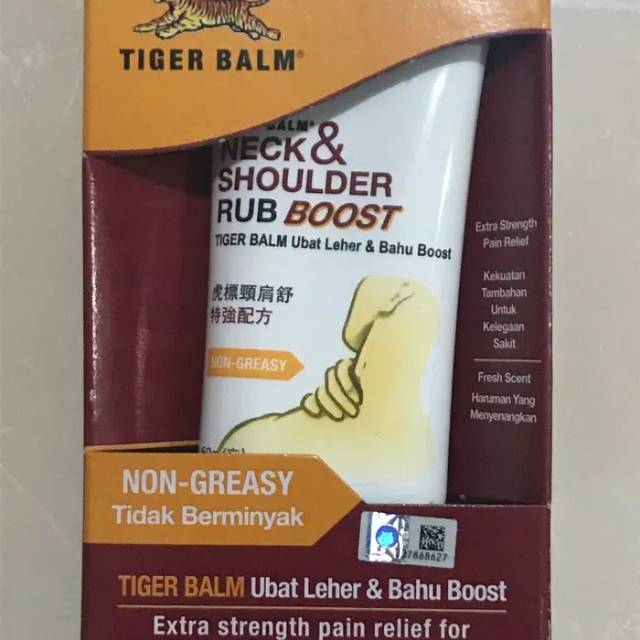 TIGER BALM®
BALM®
NECK &
SHOULDER
RUB BOOST
TIGER BALM Ubat Leher & Bahu Boost
虎標頸肩舒
特強配方
NON-GREASY
Extra Strength
Pain Relief
Kekuatan
Tambahan
Untuk
Kelegaan
Sakit
Fresh Scent
Haruman Yang
Menyenangkan
NON-GREASY
Tidak Berminyak
7868627
TIGER BALM Ubat Leher & Bahu Boost
Extra strength pain relief for